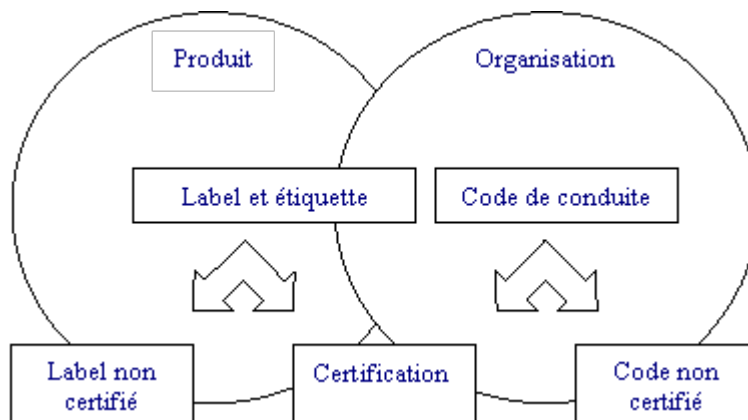 Produit
Organisation
Label et étiquette
Code de conduite
Label non
certifié
Certification
Code non
certifié